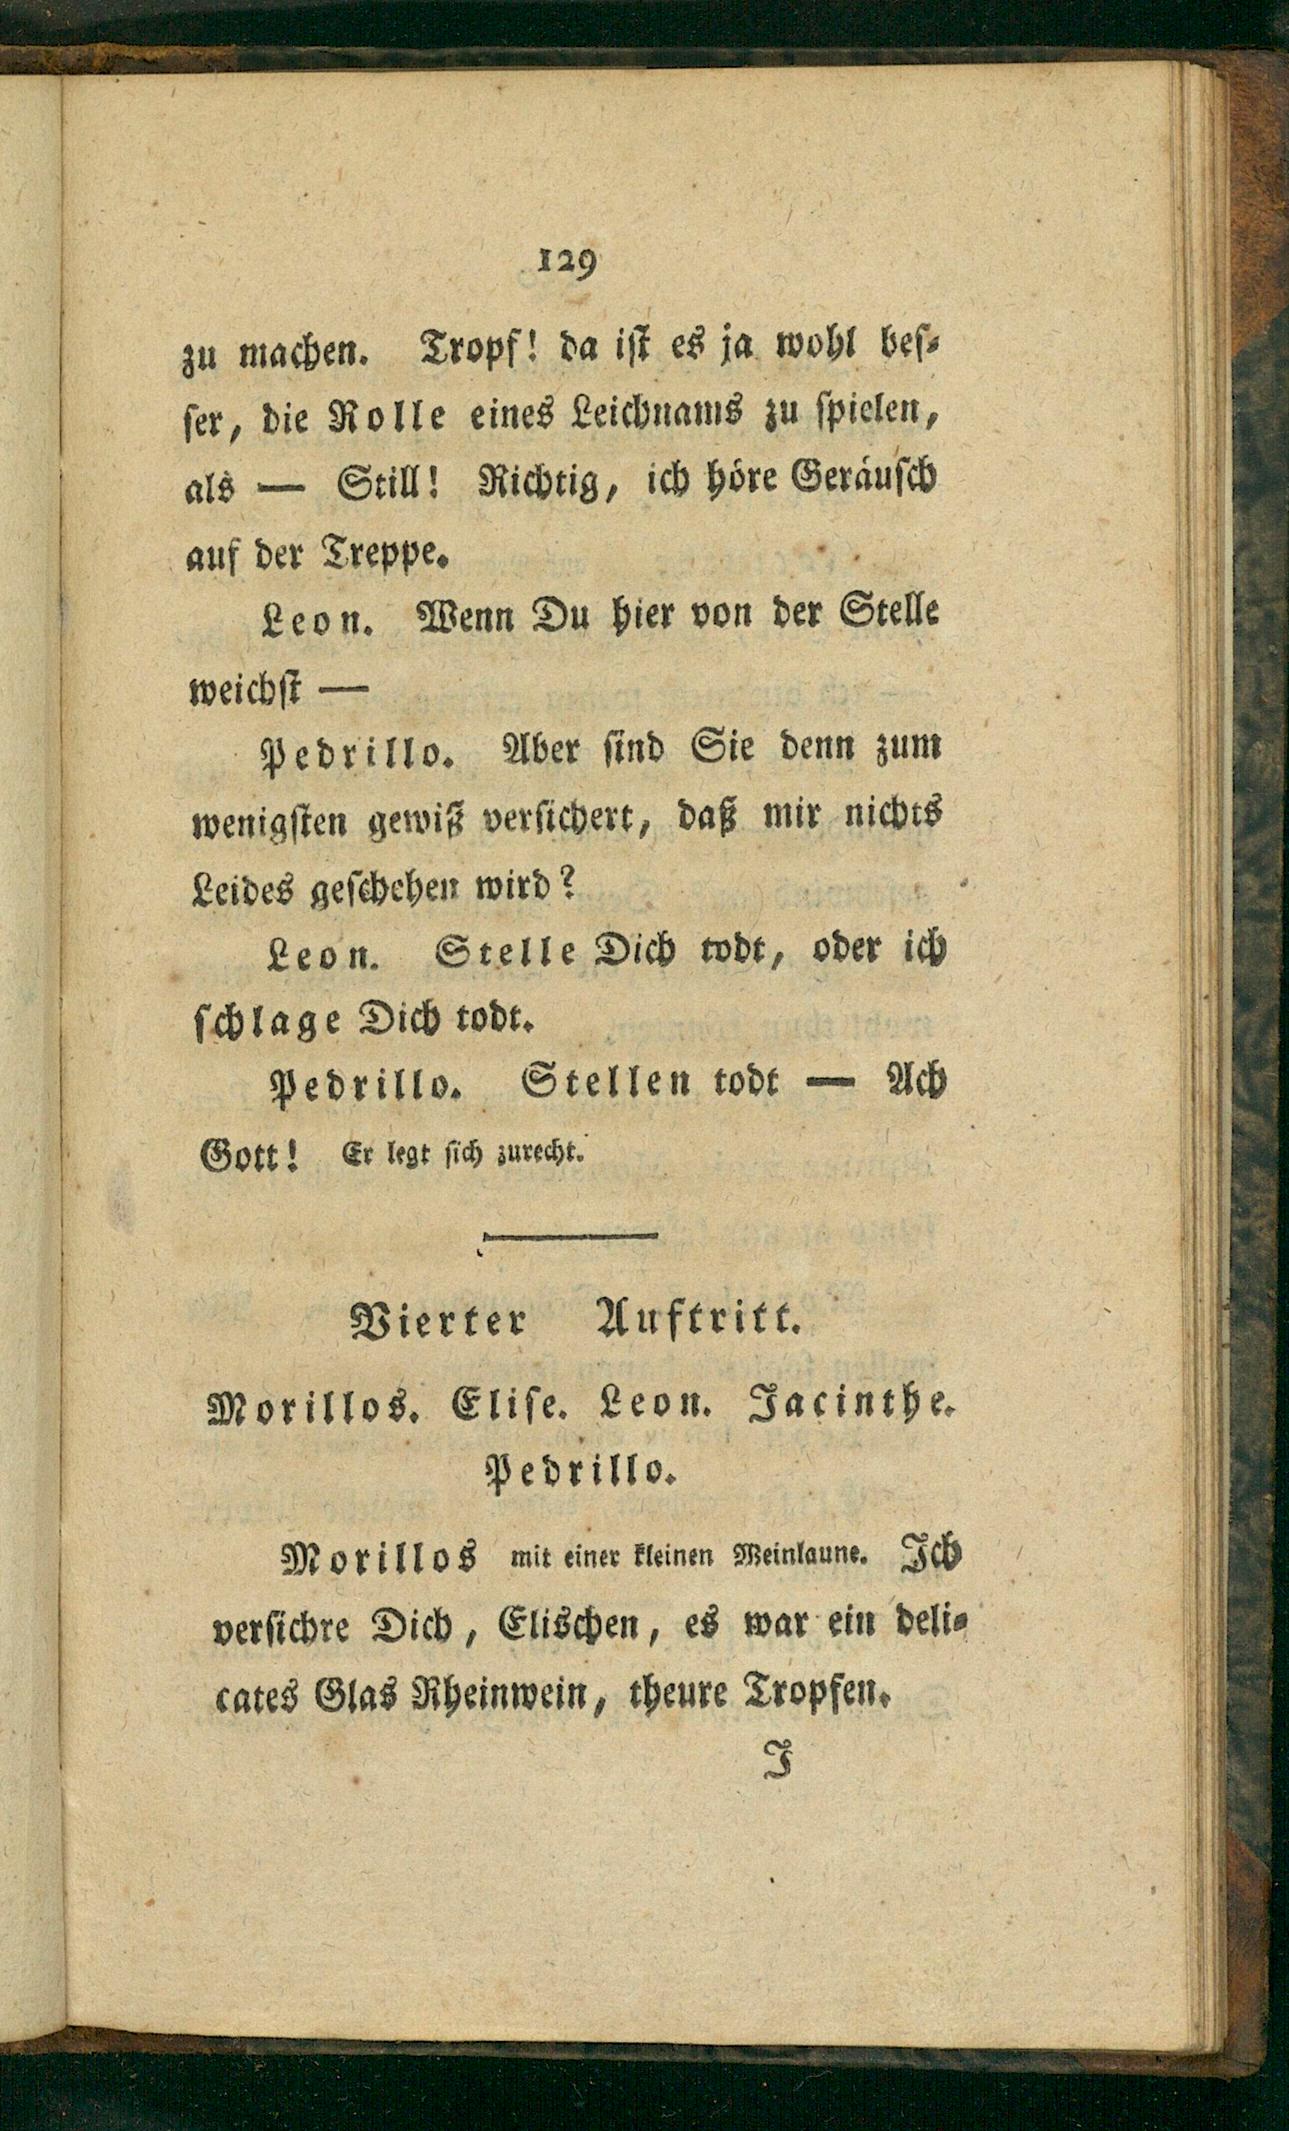 129
zu machen. Tropf! da iſt es ja wohl beſ-
ſer, die Rolle eines Leichnams zu ſpielen,
als — Still! Richtig, ich höre Geräuſch
auf der Treppe.
Leon. Wenn Du hier von der Stelle
weichſt —
Pedrillo. Aber ſind Sie denn zum
wenigſten gewiß verſichert, daß mir nichts
Leides geſchehen wird?
Leon. Stelle Dich todt, oder ich
ſchlage Dich todt.
Pedrillo. Stellen todt — Ach
Gott! Er legt ſich zurecht.
Vierter Auftritt.
Morillos. Eliſe. Leon. Jacinthe.
Pedrillo.
Morillos mit einer kleinen Weinlaune. Ich
verſichre Dich, Elischen, es war ein deli-
cates Glas Rheinwein, theure Tropfen.
J